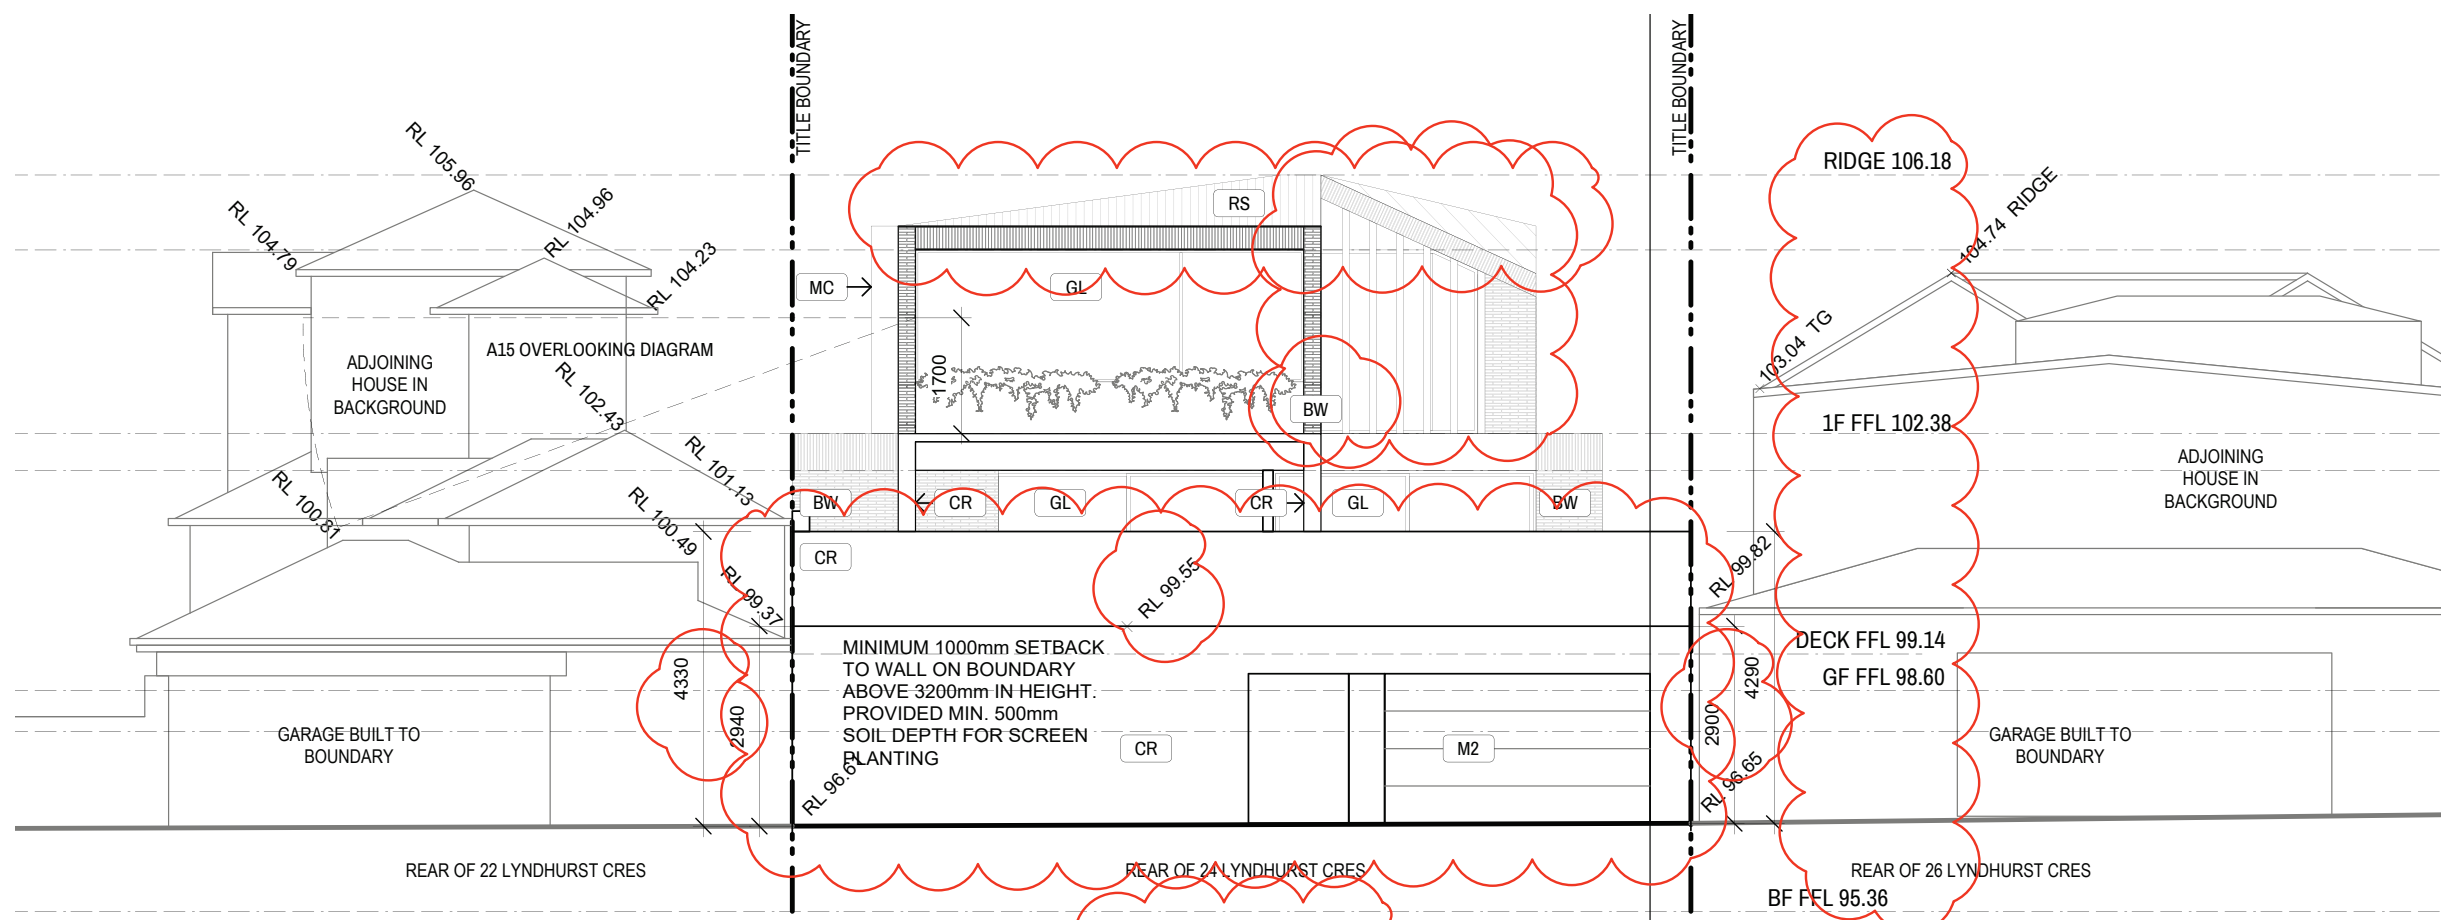 TITLE BOUNDARY
TITLE BOUNDARY
RIDGE 106.18
RL 105.96
RL 104.96
RL 104.79
RL 104.23
104.74 RIDGE
RS
MC
GL
A15 OVERLOOKING DIAGRAM
ADJOINING
HOUSE IN
BACKGROUND
1700
103.04 TG
RL 102.43
BW
1F FFL 102.38
RL 101.13
ADJOINING
HOUSE IN
BACKGROUND
RL 100.81
RL 100.49
BW
CR
GL
CR
GL
BW
CR
RL 99.37
RL 99.55
RL 99.82
DECK FFL 99.14
GF FFL 98.60
MINIMUM 1000mm SETBACK
TO WALL ON BOUNDARY
ABOVE 3200mm IN HEIGHT.
PROVIDED MIN. 500mm
SOIL DEPTH FOR SCREEN
PLANTING
4330
2940
4290
2900
GARAGE BUILT TO
BOUNDARY
CR
M2
GARAGE BUILT TO
BOUNDARY
RL 96.65
REAR OF 22 LYNDHURST CRES
REAR OF 24 LYNDHURST CRES
REAR OF 26 LYNDHURST CRES
BF FFL 95.36